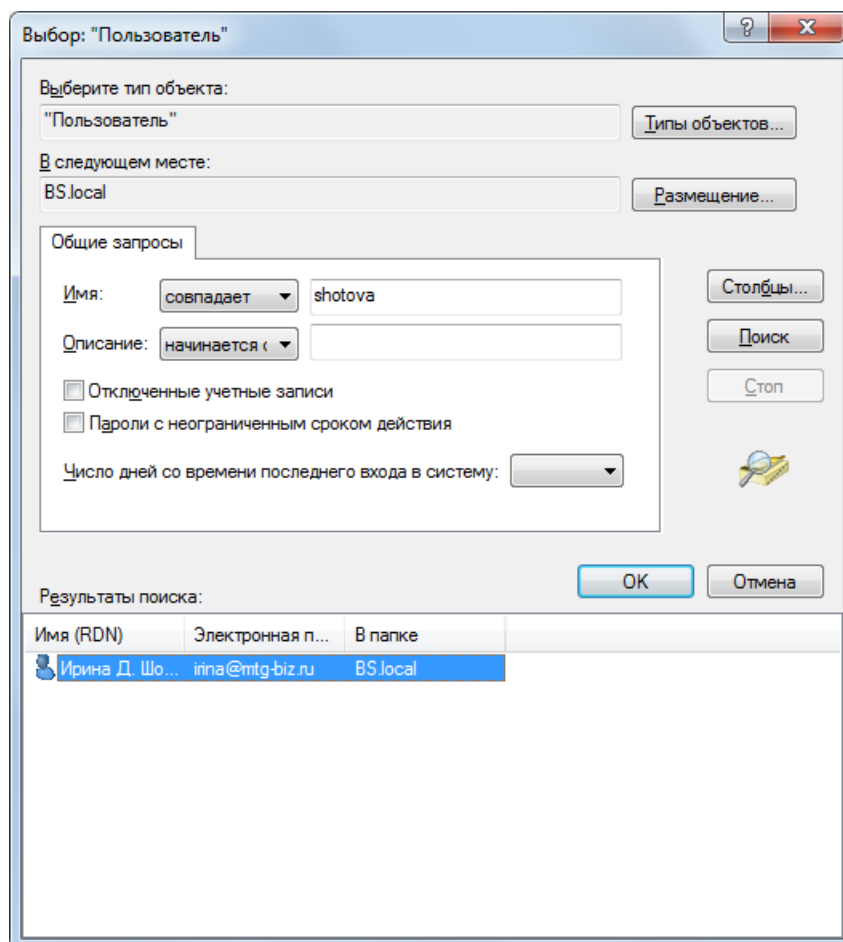 Выбор: "Пользователь"
Выберите тип объекта:
"Пользователь"
Типы объектов...
В следующем месте:
BS.local
Размещение...
Общие запросы
Имя:
совпадает
shotova
Столбцы...
Описание:
начинается с
Поиск
Отключенные учетные записи
Стоп
Пароли с неограниченным сроком действия
Число дней со времени последнего входа в систему:
OK
Отмена
Результаты поиска:
Имя (RDN) Электронная п... В папке
Ирина Д. Шо... irina@mtg-biz.ru BS.local